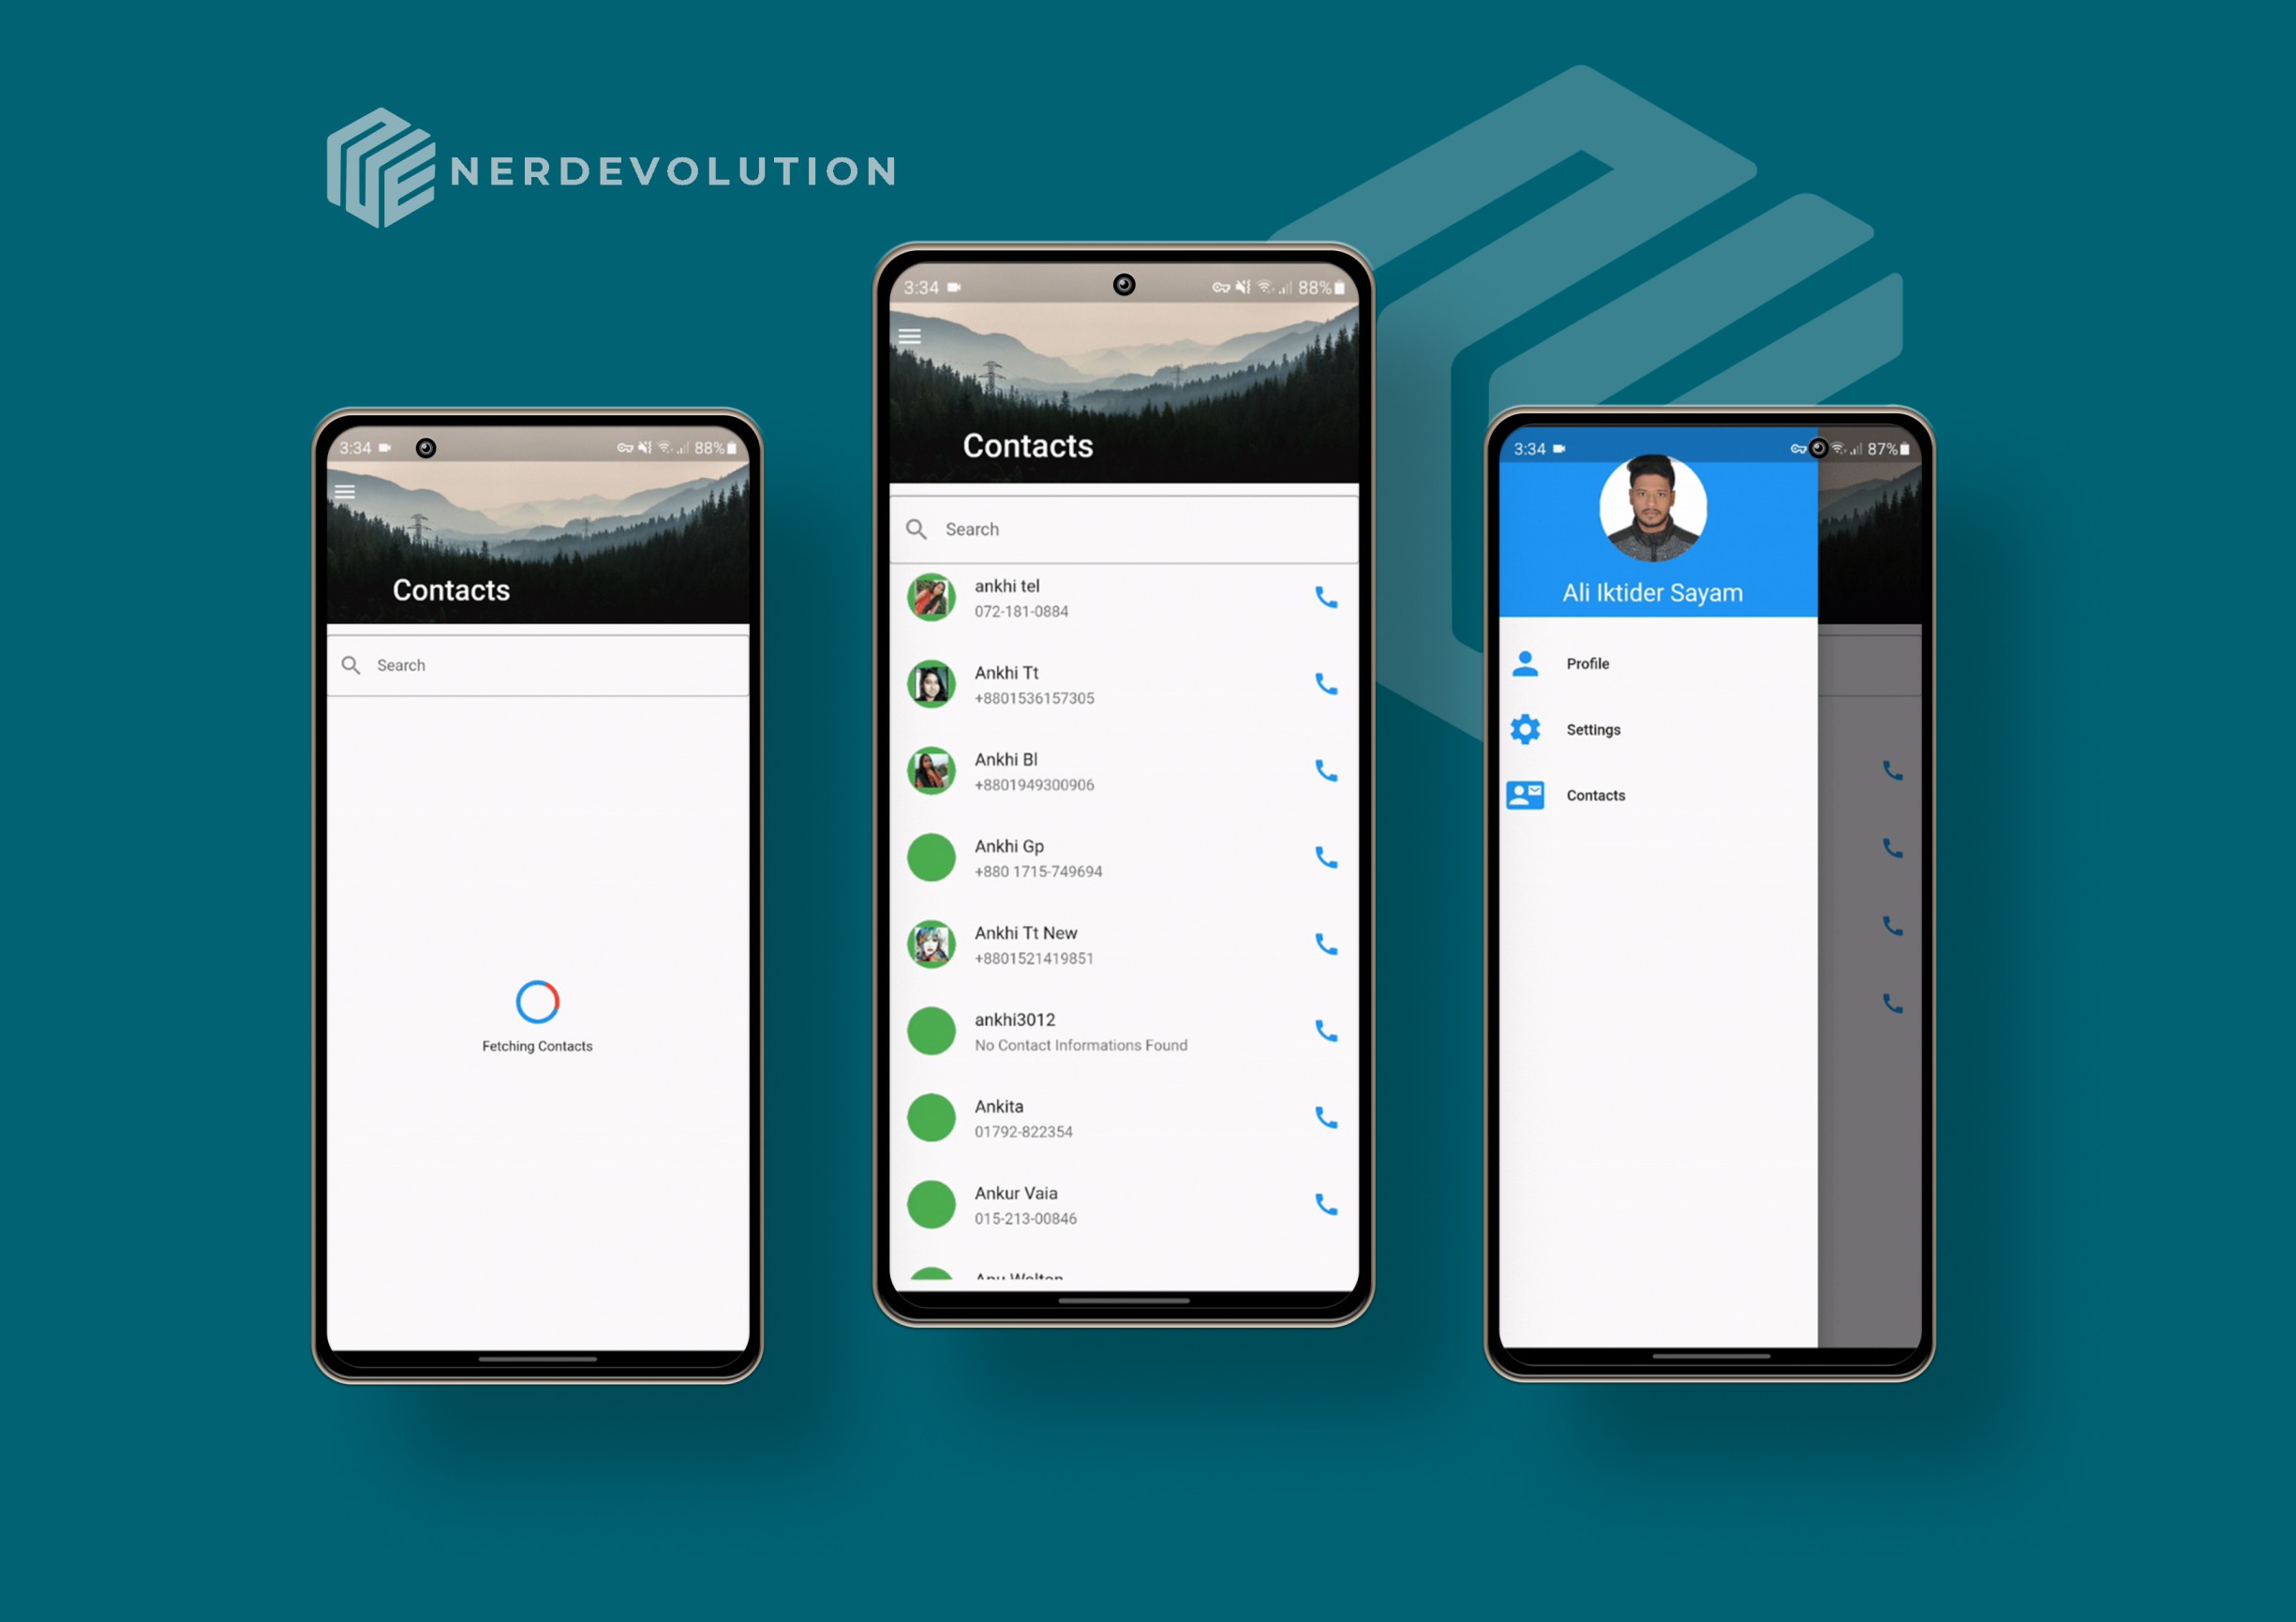 NERDEVOLUTION
3:34
88%
Contacts
Search
Fetching Contacts
3:34
88%
Contacts
Search
ankhi tel
072-181-0884
Ankhi Tt
+8801536157305
Ankhi Bl
+8801949300906
Ankhi Gp
+880 1715-749694
Ankhi Tt New
+8801521419851
ankhi3012
No Contact Informations Found
Ankita
01792-822354
Ankur Vaia
015-213-00846
3:34
87%
Ali Iktider Sayam
Profile
Settings
Contacts